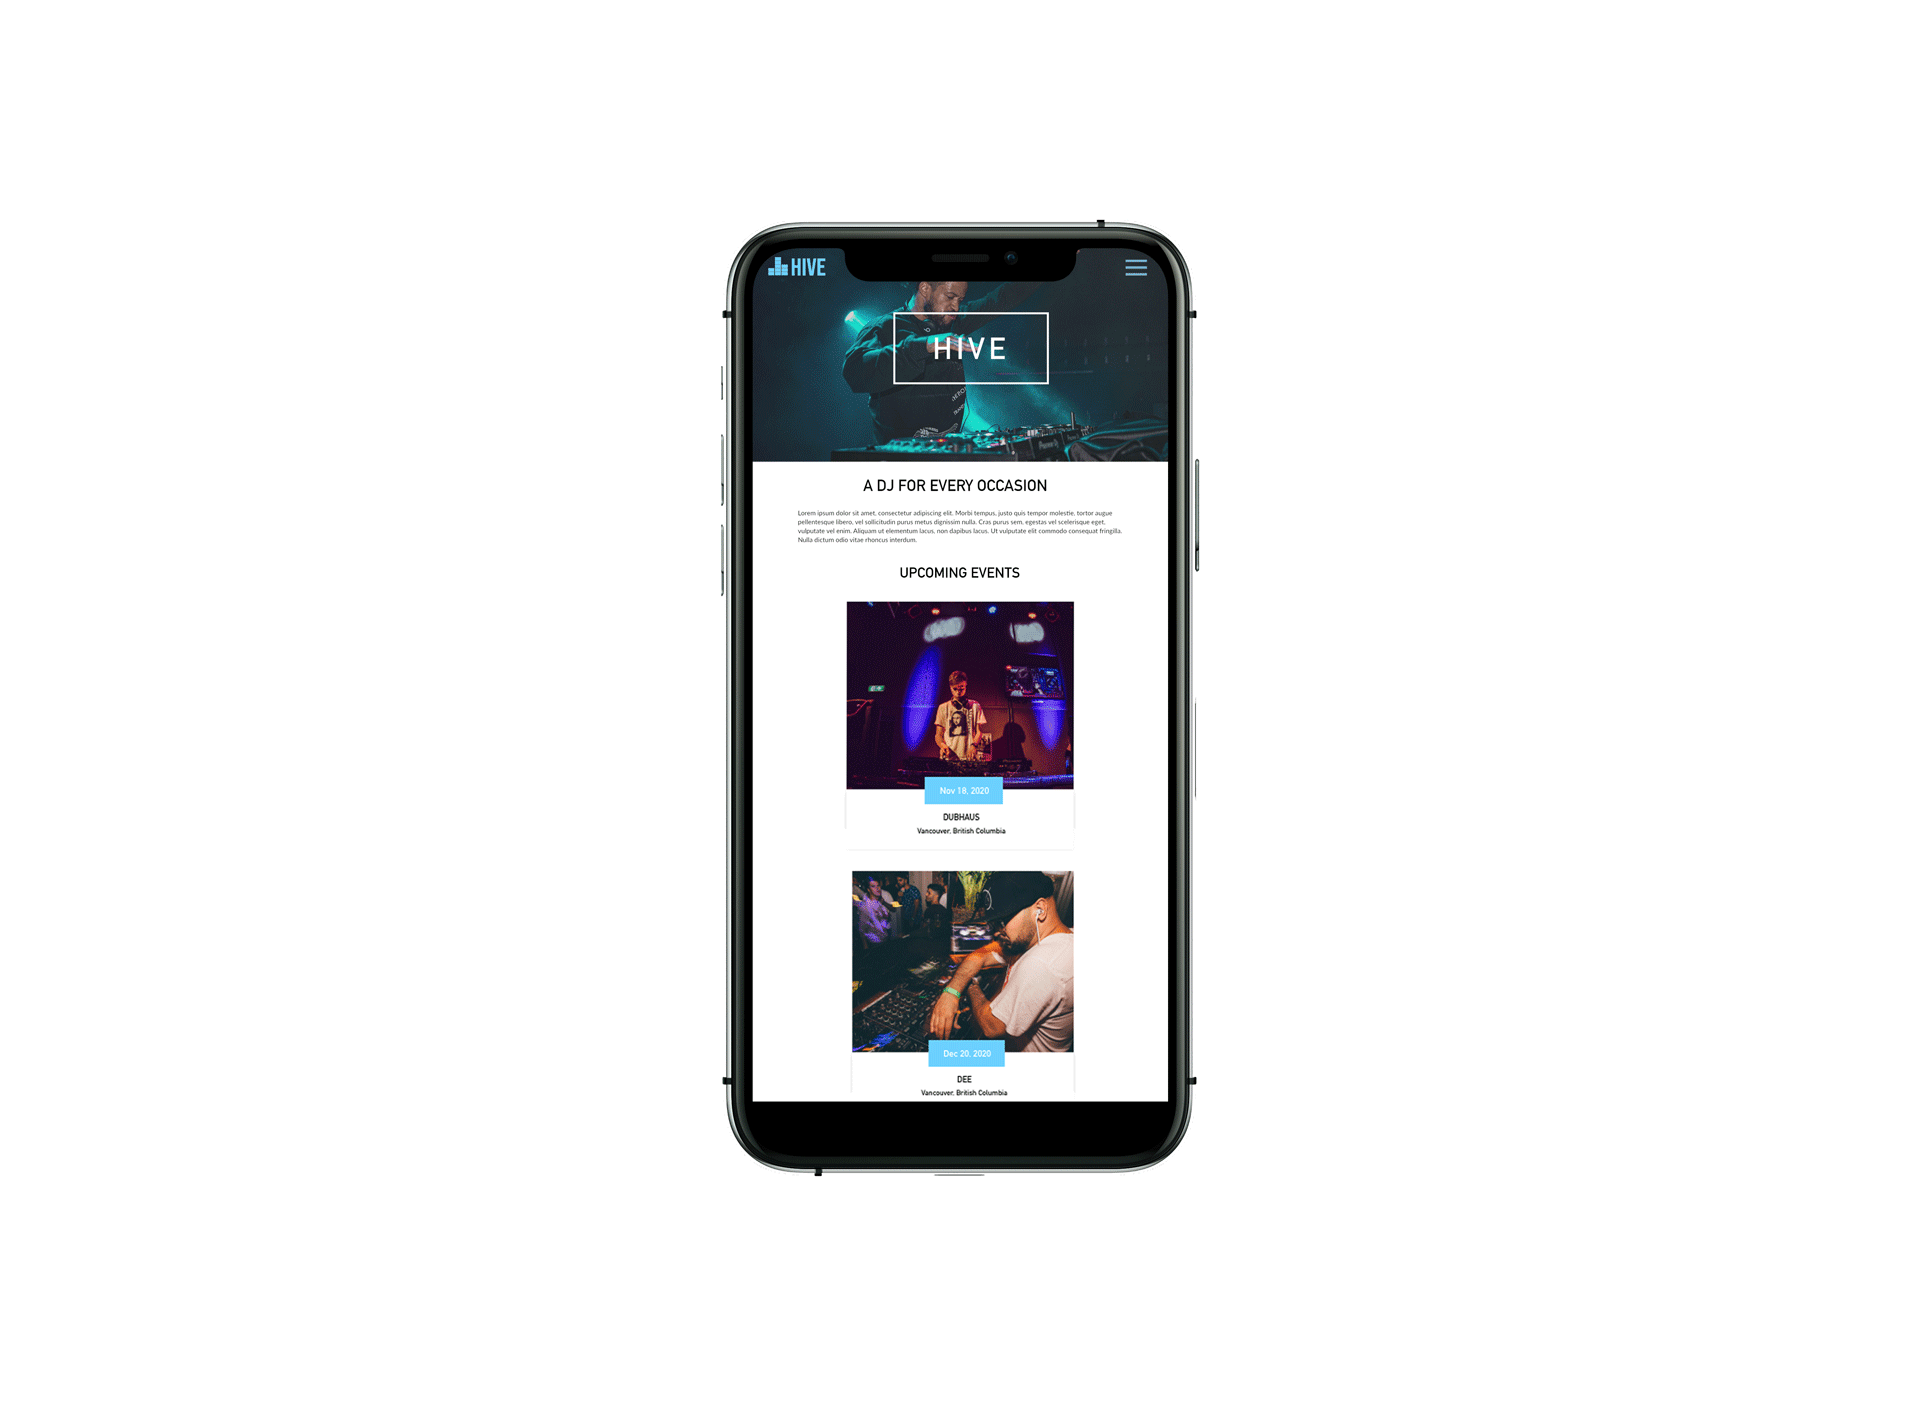 HIVE
HIVE
A DJ FOR EVERY OCCASION
Lorem ipsum dolor sit amet, consectetur adipiscing elit. Morbi tempus, justo quis tempor molestie, tortor augue
pellentesque libero, vel sollicitudin purus metus dignissim nulla. Cras purus sem, egestas vel scelerisque eget,
vulputate vel enim. Aliquam ut elementum lacus, non dapibus lacus. Ut vulputate elit commodo consequat fringilla.
Nulla dictum odio vitae rhoncus interdum.
UPCOMING EVENTS
Nov 18, 2020
DUBHAUS
Vancouver, British Columbia
Dec 20, 2020
DEE
Vancouver, British Columbia